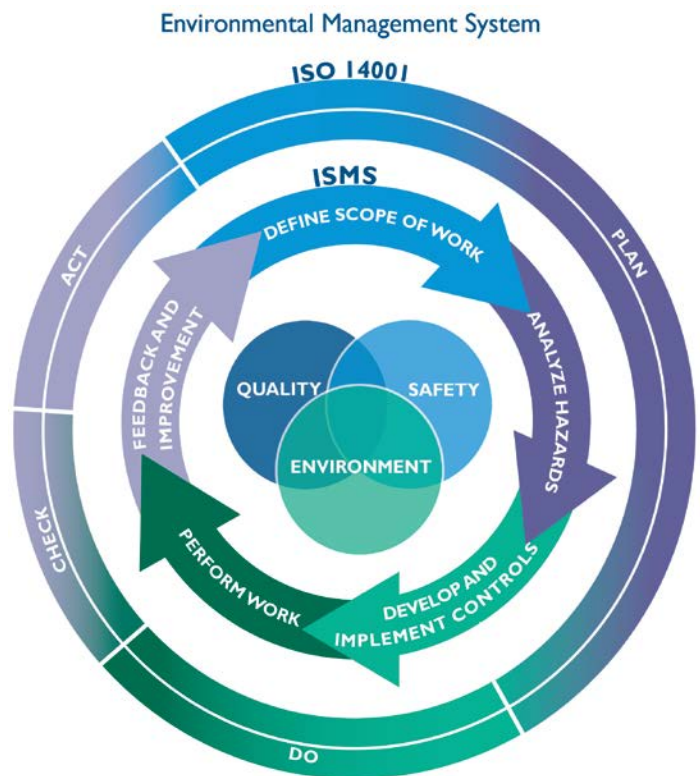 Environmental Management System
ISO 14001
PLAN
DO
CHECK
ACT
ISMS
DEFINE SCOPE OF WORK
ANALYZE HAZARDS
DEVELOP AND
IMPLEMENT CONTROLS
PERFORM WORK
FEEDBACK AND
IMPROVEMENT
QUALITY
SAFETY
ENVIRONMENT